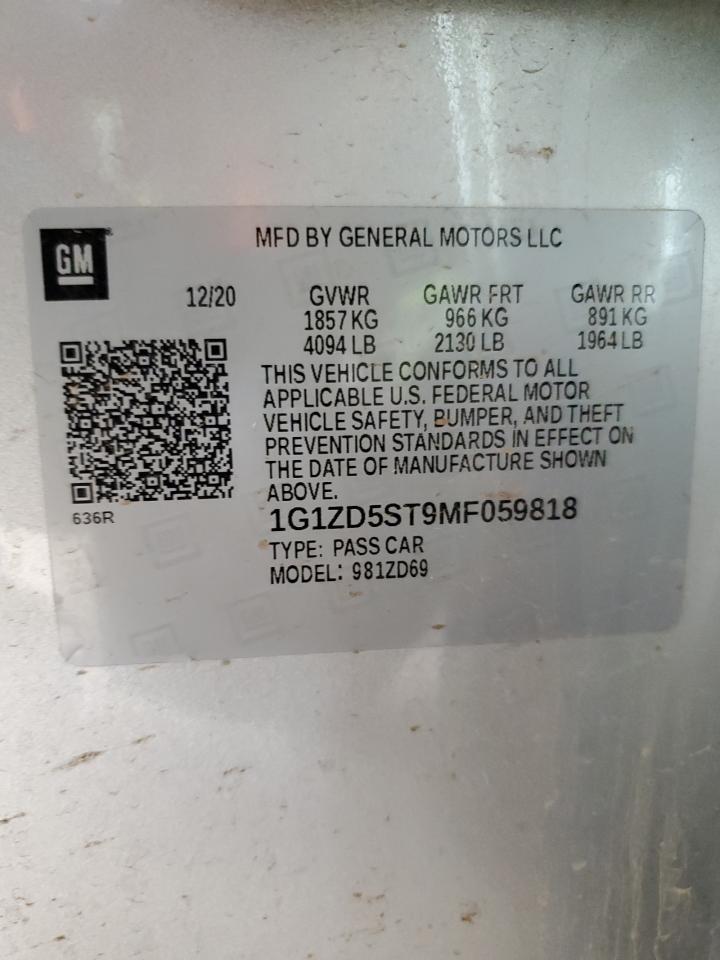 GM
MFD BY GENERAL MOTORS LLC
12/20 GVWR GAWR FRT GAWR RR
1857 KG 966 KG 891 KG
4094 LB 2130 LB 1964 LB
THIS VEHICLE CONFORMS TO ALL
APPLICABLE U.S. FEDERAL MOTOR
VEHICLE SAFETY, BUMPER, AND THEFT
PREVENTION STANDARDS IN EFFECT ON
THE DATE OF MANUFACTURE SHOWN
ABOVE.
636R
1G1ZD5ST9MF059818
TYPE: PASS CAR
MODEL: 981ZD69